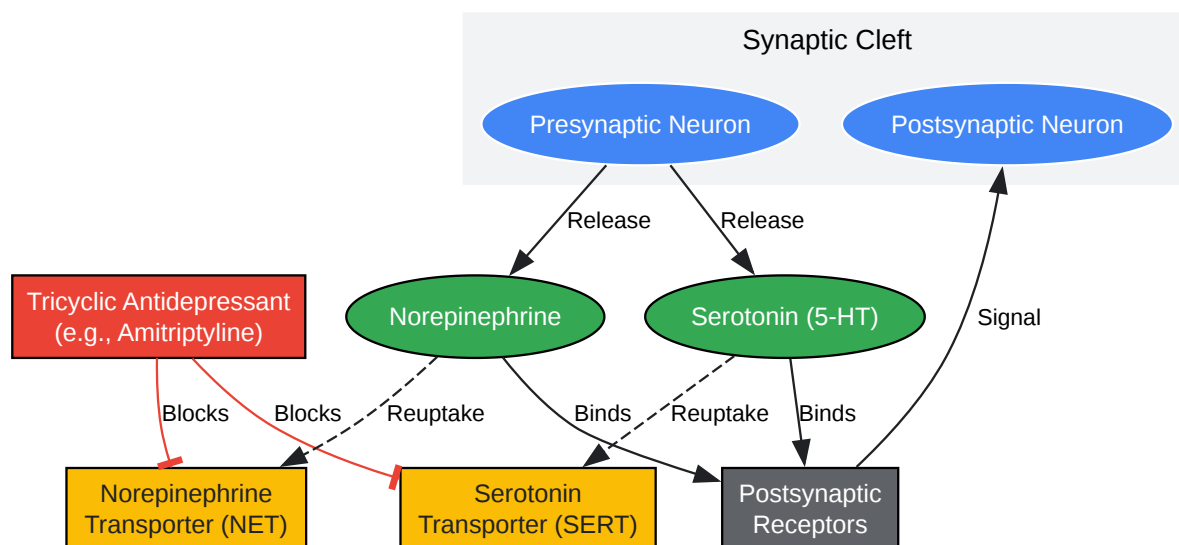 Synaptic Cleft
Presynaptic Neuron
Postsynaptic Neuron
Release
Release
Tricyclic Antidepressant
(e.g., Amitriptyline)
Norepinephrine
Serotonin (5-HT)
Signal
Blocks
Blocks
Reuptake
Binds
Reuptake
Binds
Norepinephrine
Transporter (NET)
Serotonin
Transporter (SERT)
Postsynaptic
Receptors